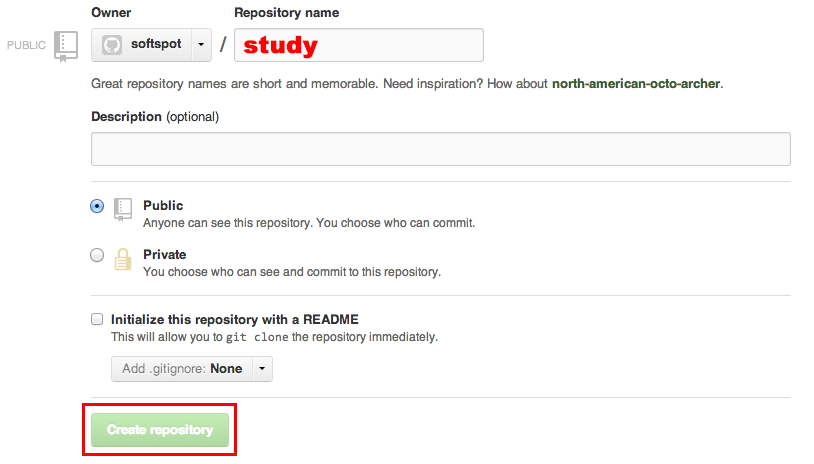 Owner
Repository name
PUBLIC
softspot
/
study
Great repository names are short and memorable. Need inspiration? How about north-american-octo-archer.
Description (optional)
Public
Anyone can see this repository. You choose who can commit.
Private
You choose who can see and commit to this repository.
Initialize this repository with a README
This will allow you to git clone the repository immediately.
Add .gitignore: None
Create repository